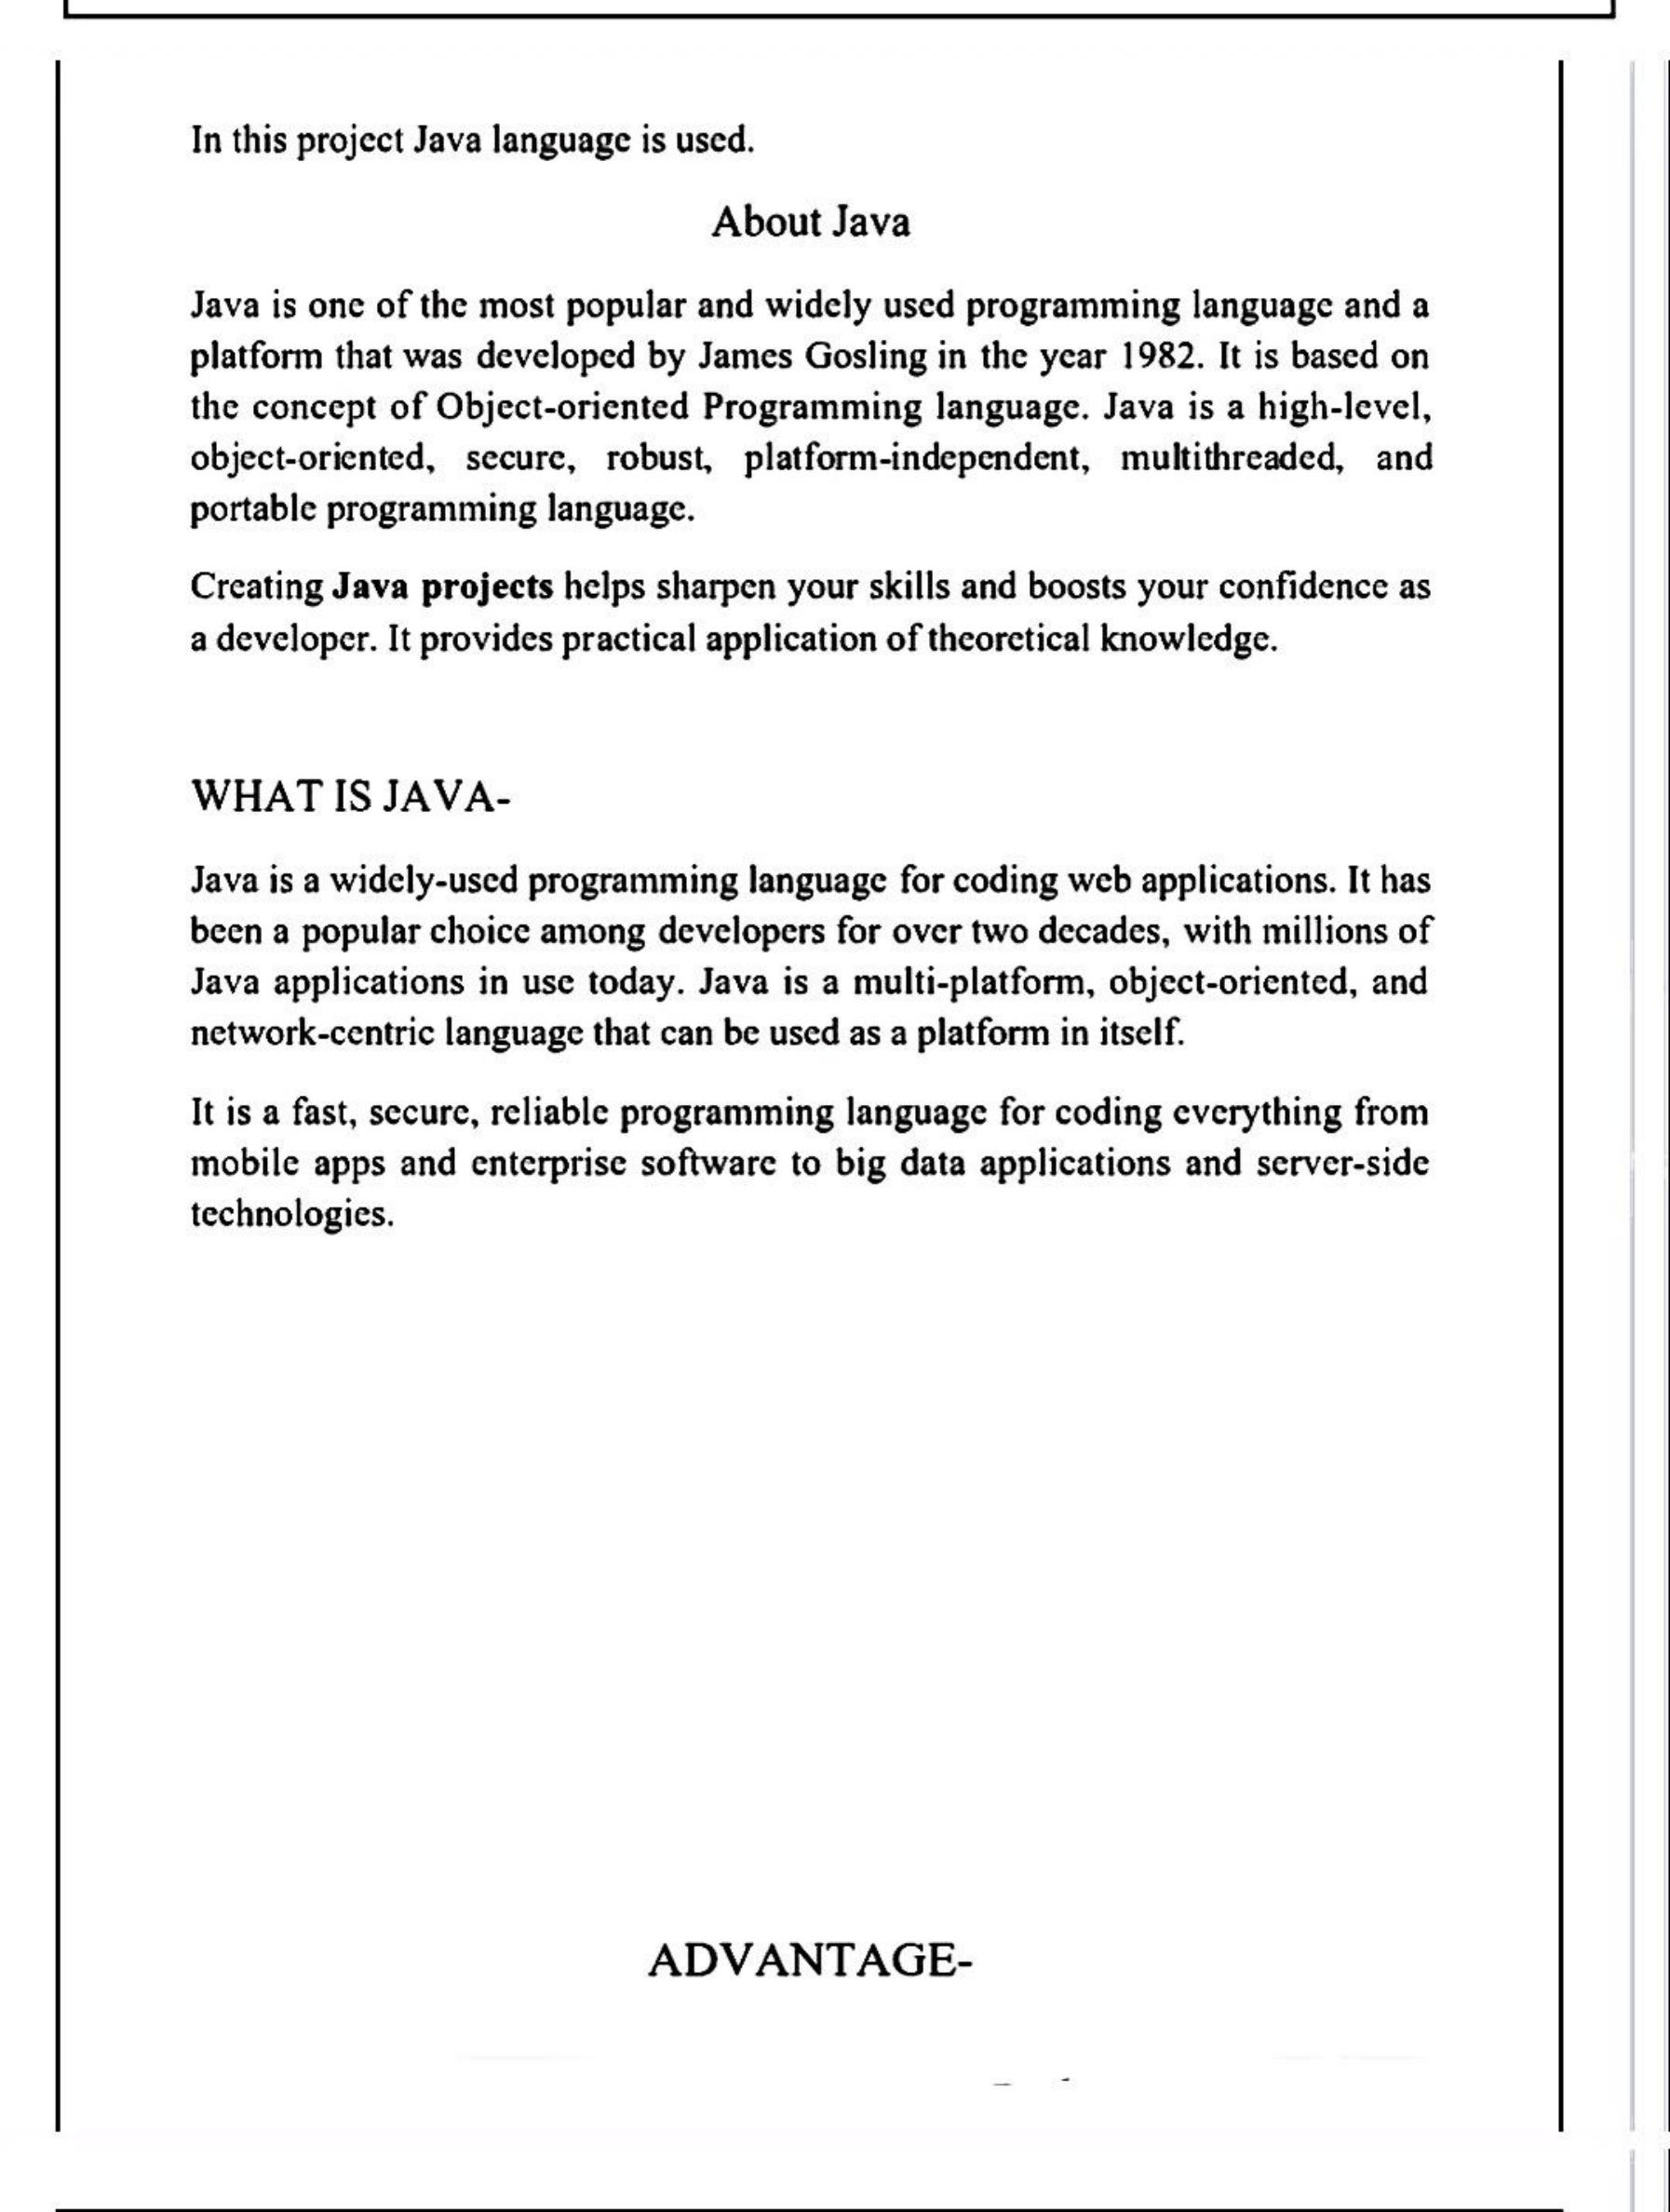 In this project Java language is used.
About Java
Java is one of the most popular and widely used programming language and a
platform that was developed by James Gosling in the year 1982. It is based on
the concept of Object-oriented Programming language. Java is a high-level,
object-oriented, secure, robust, platform-independent, multithreaded, and
portable programming language.
Creating Java projects helps sharpen your skills and boosts your confidence as
a developer. It provides practical application of theoretical knowledge.
WHAT IS JAVA-
Java is a widely-used programming language for coding web applications. It has
been a popular choice among developers for over two decades, with millions of
Java applications in use today. Java is a multi-platform, object-oriented, and
network-centric language that can be used as a platform in itself.
It is a fast, secure, reliable programming language for coding everything from
mobile apps and enterprise software to big data applications and server-side
technologies.
ADVANTAGE-